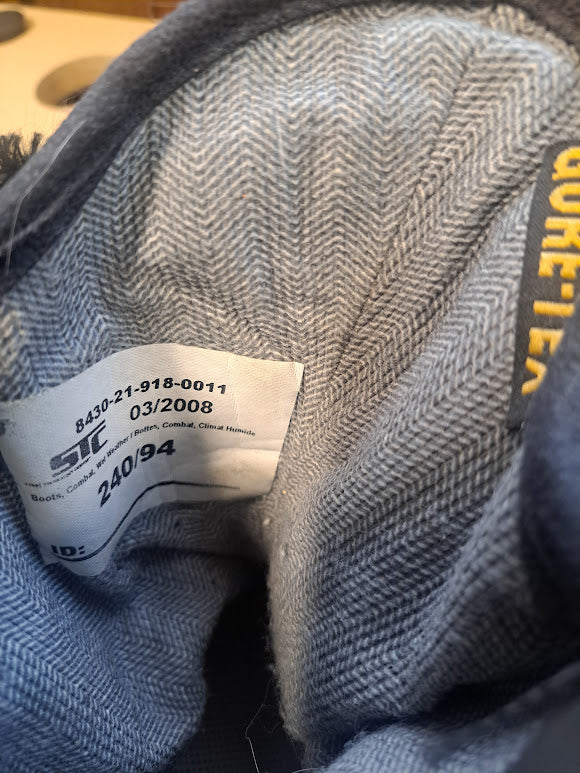 8430-21-918-0011
03/2008
STC
Boots, Combat, Wet Weather / Bottes, Combat, Climat Humide
240/94
ID:
GORE-TEX